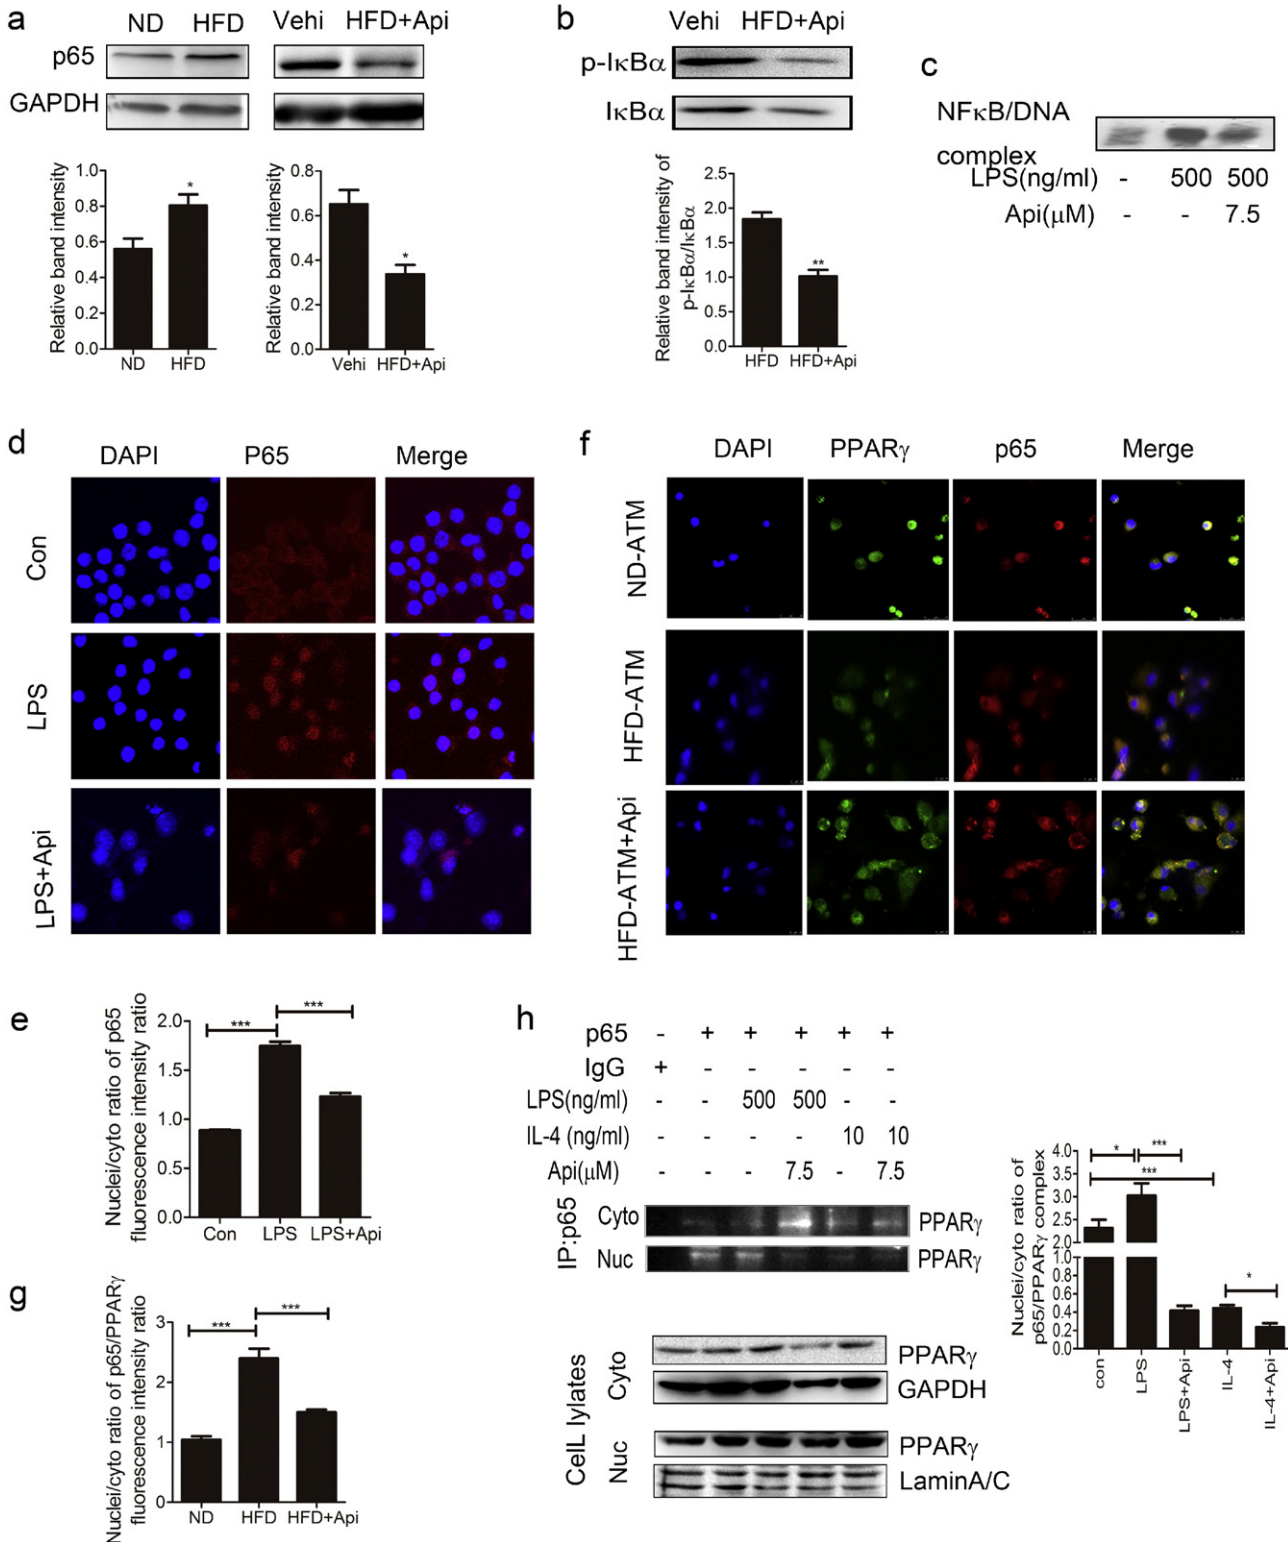 a
ND HFD Vehi HFD+Api
p65
GAPDH
Relative band intensity
1.0
0.8
0.6
0.4
0.2
0.0
*
ND HFD
Relative band intensity
0.8
0.6
0.4
0.2
0.0
*
Vehi HFD+Api
b
Vehi HFD+Api
p-IκBα
IκBα
Relative band intensity of
p-IκBα/IκBα
2.5
2.0
1.5
1.0
0.5
0.0
**
HFD HFD+Api
c
NFκB/DNA
complex
LPS(ng/ml) - 500 500
Api(μM) - - 7.5
d
DAPI P65 Merge
Con
LPS
LPS+Api
f
DAPI PPARγ p65 Merge
ND-ATM
HFD-ATM
HFD-ATM+Api
e
Nuclei/cyto ratio of p65
fluorescence intensity ratio
2.0
1.5
1.0
0.5
0.0
***
***
Con LPS LPS+Api
g
Nuclei/cyto ratio of p65/PPARγ
fluorescence intensity ratio
3
2
1
0
***
***
ND HFD HFD+Api
h
p65 - + + + + +
IgG + - - - - -
LPS(ng/ml) - - 500 500 - -
IL-4 (ng/ml) - - - - 10 10
Api(μM) - - - 7.5 - 7.5
IP:p65
Cyto PPARγ
Nuc PPARγ
CelL lylates
Cyto
PPARγ
GAPDH
Nuc
PPARγ
LaminA/C
Nuclei/cyto ratio of
p65/PPARγ complex
4.0
3.5
3.0
2.5
2.0
1.0
0.8
0.6
0.4
0.2
0.0
* ***
***
*
con
LPS
LPS+Api
IL-4
IL-4+Api